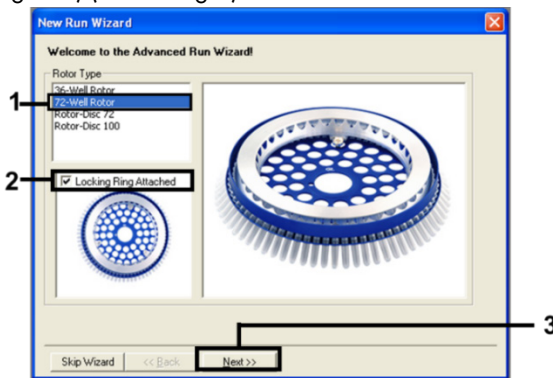 New Run Wizard
Welcome to the Advanced Run Wizard!
Rotor Type
36-Well Rotor
72-Well Rotor
Rotor-Disc 72
Rotor-Disc 100
1
Locking Ring Attached
2
3
Skip Wizard
<< Back
Next >>